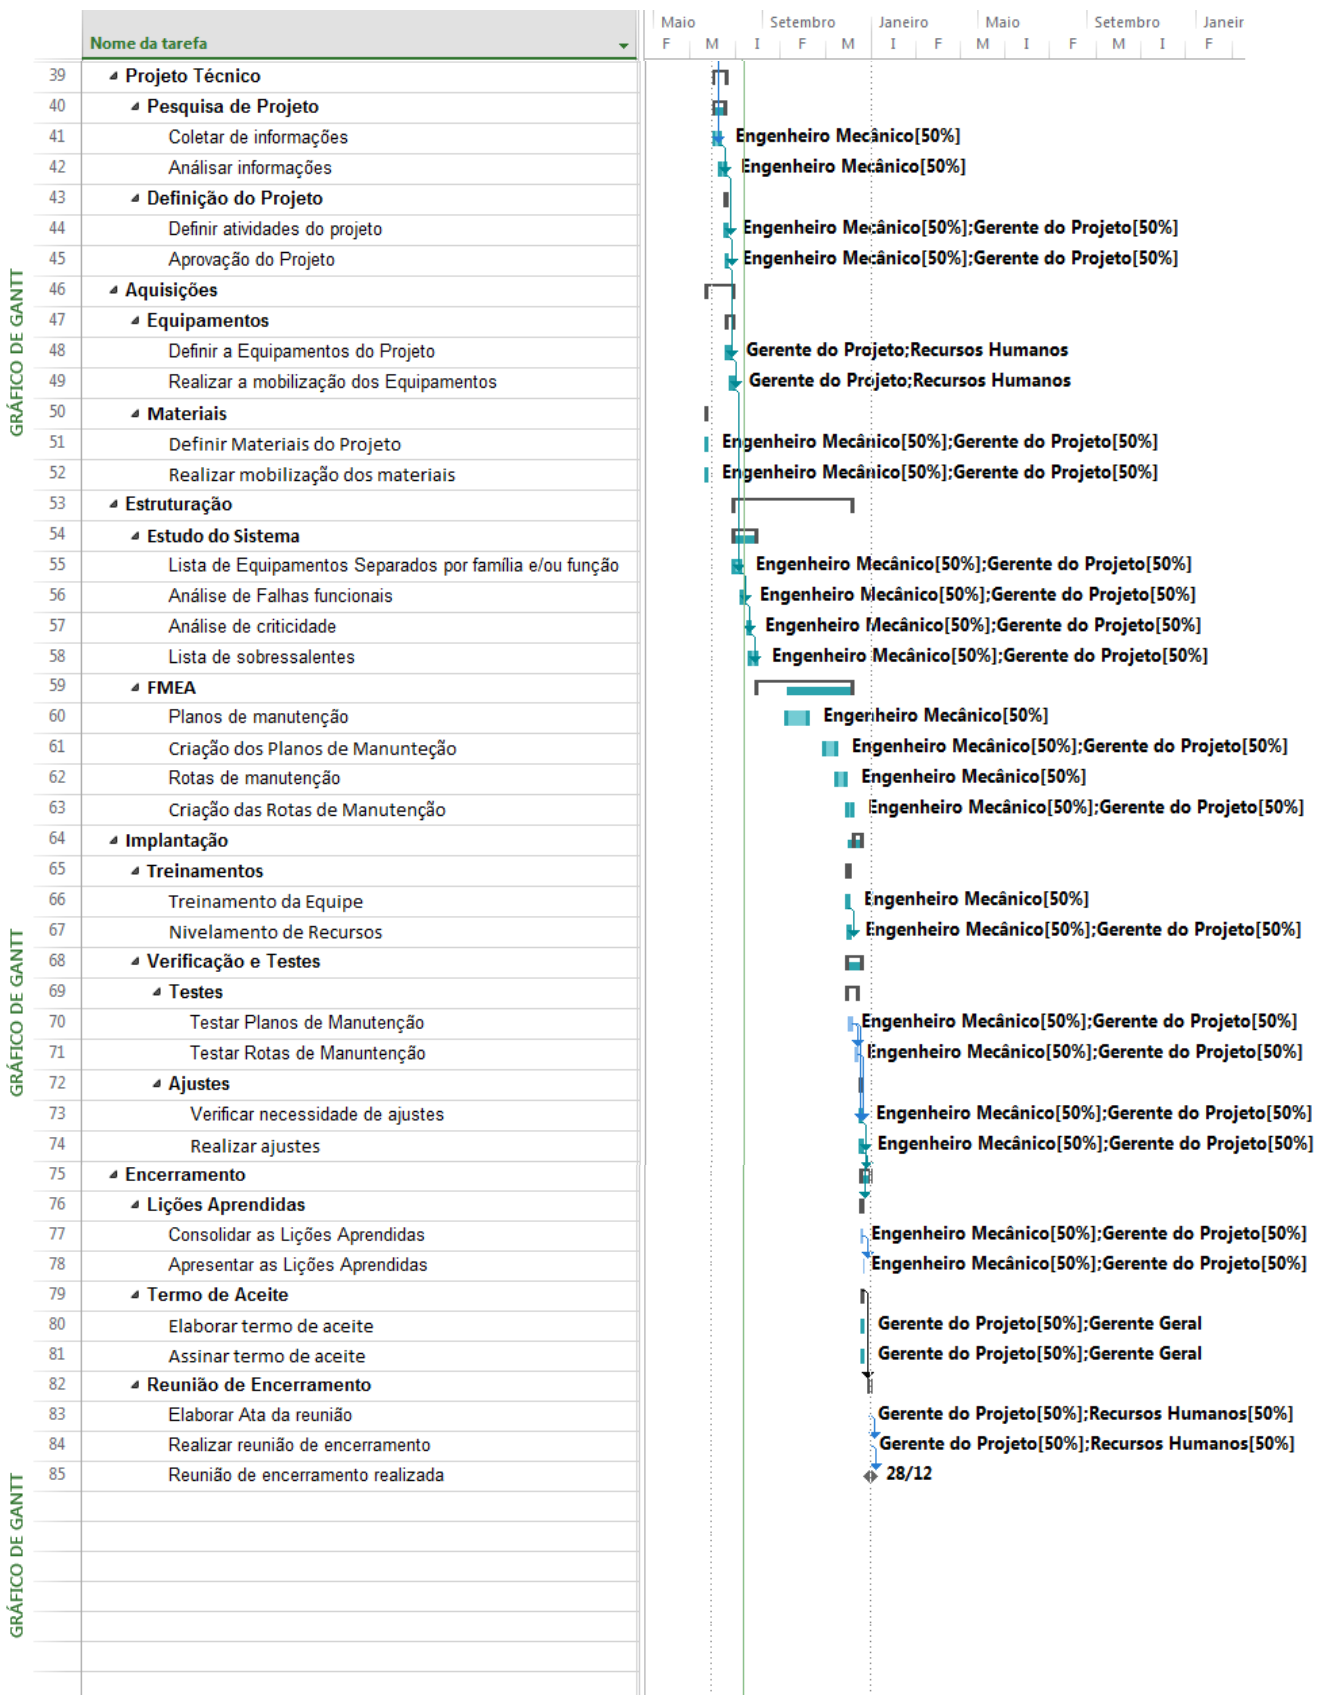 Maio Setembro Janeiro Maio Setembro Janeir
Nome da tarefa F M I F M I F M I F M I F
39 Projeto Técnico
40 Pesquisa de Projeto
41 Coletar de informações Engenheiro Mecânico[50%]
42 Análisar informações Engenheiro Mecânico[50%]
43 Definição do Projeto
44 Definir atividades do projeto Engenheiro Mecânico[50%];Gerente do Projeto[50%]
45 Aprovação do Projeto Engenheiro Mecânico[50%];Gerente do Projeto[50%]
46 Aquisições
47 Equipamentos
48 Definir a Equipamentos do Projeto Gerente do Projeto;Recursos Humanos
49 Realizar a mobilização dos Equipamentos Gerente do Projeto;Recursos Humanos
50 Materiais
51 Definir Materiais do Projeto Engenheiro Mecânico[50%];Gerente do Projeto[50%]
52 Realizar mobilização dos materiais Engenheiro Mecânico[50%];Gerente do Projeto[50%]
53 Estruturação
54 Estudo do Sistema
55 Lista de Equipamentos Separados por família e/ou função Engenheiro Mecânico[50%];Gerente do Projeto[50%]
56 Análise de Falhas funcionais Engenheiro Mecânico[50%];Gerente do Projeto[50%]
57 Análise de criticidade Engenheiro Mecânico[50%];Gerente do Projeto[50%]
58 Lista de sobressalentes Engenheiro Mecânico[50%];Gerente do Projeto[50%]
59 FMEA
60 Planos de manutenção Engenheiro Mecânico[50%]
61 Criação dos Planos de Manunteção Engenheiro Mecânico[50%];Gerente do Projeto[50%]
62 Rotas de manutenção Engenheiro Mecânico[50%]
63 Criação das Rotas de Manutenção Engenheiro Mecânico[50%];Gerente do Projeto[50%]
64 Implantação
65 Treinamentos
66 Treinamento da Equipe Engenheiro Mecânico[50%]
67 Nivelamento de Recursos Engenheiro Mecânico[50%];Gerente do Projeto[50%]
68 Verificação e Testes
69 Testes
70 Testar Planos de Manutenção Engenheiro Mecânico[50%];Gerente do Projeto[50%]
71 Testar Rotas de Manuntenção Engenheiro Mecânico[50%];Gerente do Projeto[50%]
72 Ajustes
73 Verificar necessidade de ajustes Engenheiro Mecânico[50%];Gerente do Projeto[50%]
74 Realizar ajustes Engenheiro Mecânico[50%];Gerente do Projeto[50%]
75 Encerramento
76 Lições Aprendidas
77 Consolidar as Lições Aprendidas Engenheiro Mecânico[50%];Gerente do Projeto[50%]
78 Apresentar as Lições Aprendidas Engenheiro Mecânico[50%];Gerente do Projeto[50%]
79 Termo de Aceite
80 Elaborar termo de aceite Gerente do Projeto[50%];Gerente Geral
81 Assinar termo de aceite Gerente do Projeto[50%];Gerente Geral
82 Reunião de Encerramento
83 Elaborar Ata da reunião Gerente do Projeto[50%];Recursos Humanos[50%]
84 Realizar reunião de encerramento Gerente do Projeto[50%];Recursos Humanos[50%]
85 Reunião de encerramento realizada 28/12
GRÁFICO DE GANTT
GRÁFICO DE GANTT
GRÁFICO DE GANTT